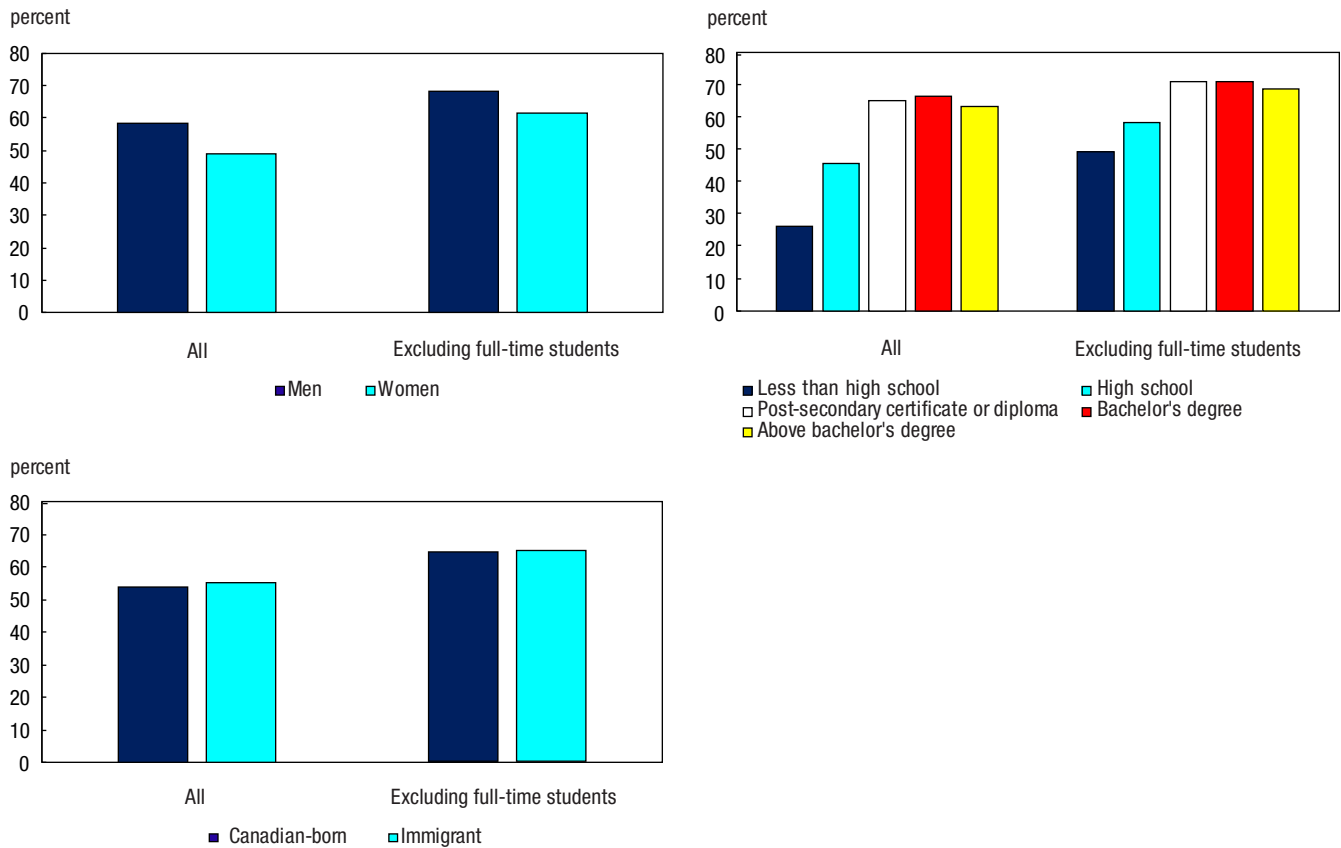 percent
80
70
60
50
40
30
20
10
0
All Excluding full-time students
Men Women
percent
80
70
60
50
40
30
20
10
0
All Excluding full-time students
Less than high school High school
Post-secondary certificate or diploma Bachelor's degree
Above bachelor's degree
percent
80
70
60
50
40
30
20
10
0
All Excluding full-time students
Canadian-born Immigrant